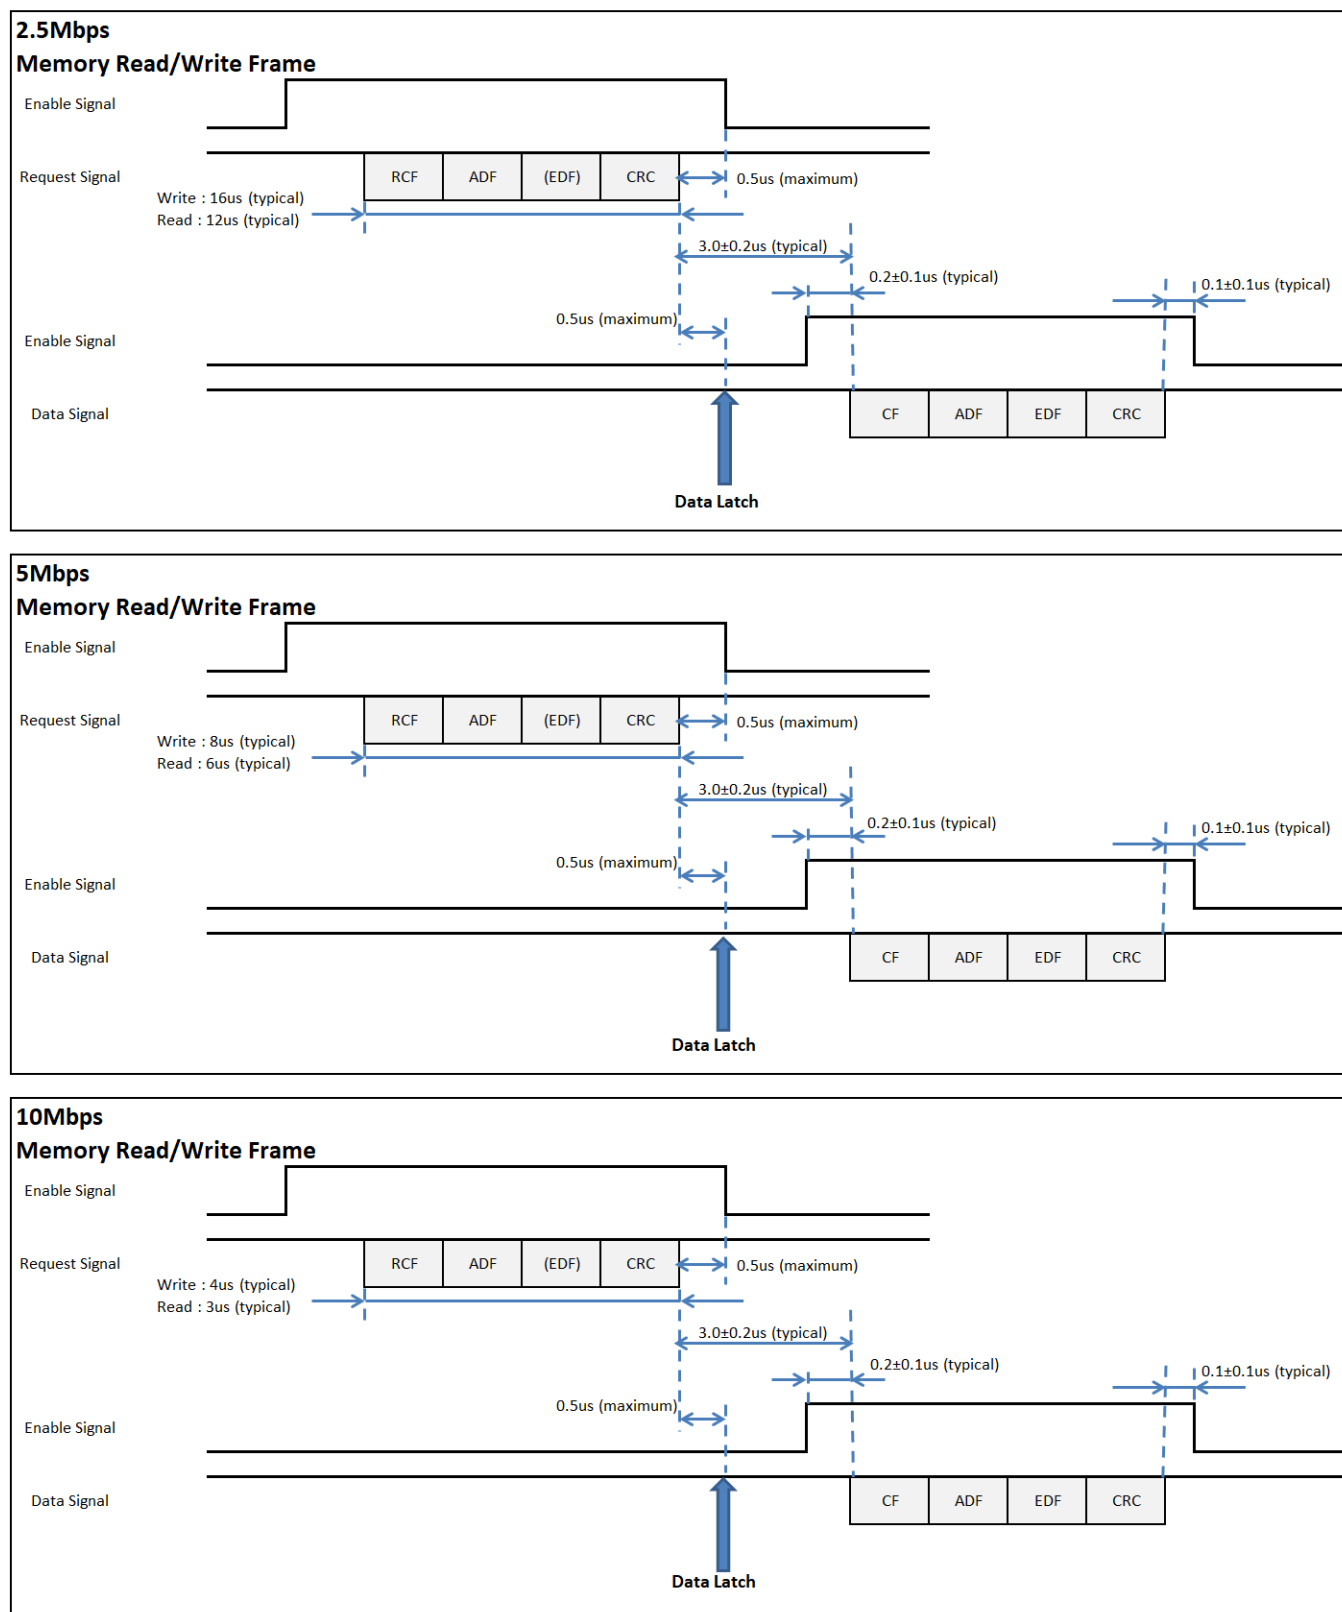 2.5Mbps
Memory Read/Write Frame
Enable Signal
Request Signal
RCF ADF (EDF) CRC
0.5us (maximum)
Write : 16us (typical)
Read : 12us (typical)
3.0±0.2us (typical)
0.2±0.1us (typical)
0.1±0.1us (typical)
0.5us (maximum)
Enable Signal
Data Signal
CF ADF EDF CRC
Data Latch
5Mbps
Memory Read/Write Frame
Enable Signal
Request Signal
RCF ADF (EDF) CRC
0.5us (maximum)
Write : 8us (typical)
Read : 6us (typical)
3.0±0.2us (typical)
0.2±0.1us (typical)
0.1±0.1us (typical)
0.5us (maximum)
Enable Signal
Data Signal
CF ADF EDF CRC
Data Latch
10Mbps
Memory Read/Write Frame
Enable Signal
Request Signal
RCF ADF (EDF) CRC
0.5us (maximum)
Write : 4us (typical)
Read : 3us (typical)
3.0±0.2us (typical)
0.2±0.1us (typical)
0.1±0.1us (typical)
0.5us (maximum)
Enable Signal
Data Signal
CF ADF EDF CRC
Data Latch